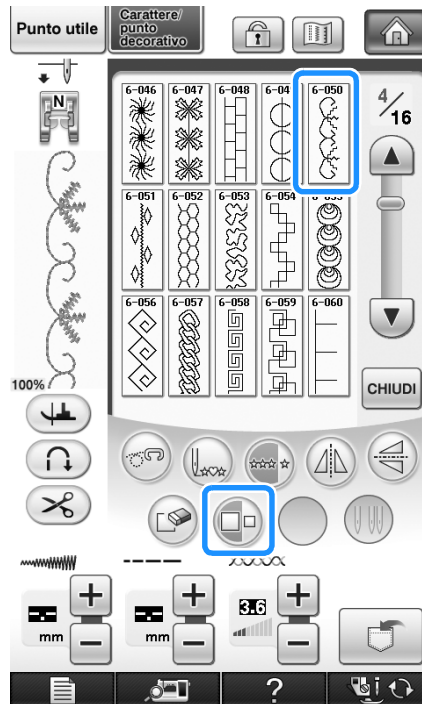 Punto utile
Carattere/
punto
decorativo
N
6-046 6-047 6-048 6-04 6-050
4/16
6-051 6-052 6-053 6-054
6-056 6-057 6-058 6-059 6-060
100%
CHIUDI
3.6
mm mm
?